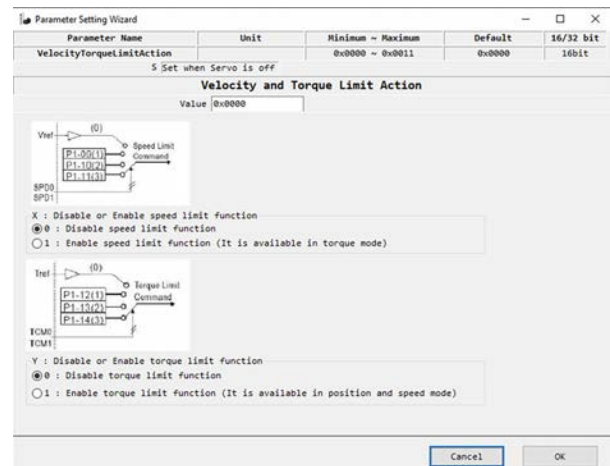 Parameter Setting Wizard
Parameter Name Unit Minimum ~ Maximum Default 16/32 bit
VelocityTorqueLimitAction 0x0000 ~ 0x0011 0x0000 16bit
S Set when Servo is off
Velocity and Torque Limit Action
Value 0x0000
Vref (0)
Speed Limit
P1-00(1) Command
P1-10(2)
P1-11(3)
SPD0
SPD1
X : Disable or Enable speed limit function
0 : Disable speed limit function
1 : Enable speed limit function (It is available in torque mode)
Tref (0)
Torque Limit
P1-12(1) Command
P1-13(2)
P1-14(3)
TCM0
TCM1
Y : Disable or Enable torque limit function
0 : Disable torque limit function
1 : Enable torque limit function (It is available in position and speed mode)
Cancel OK